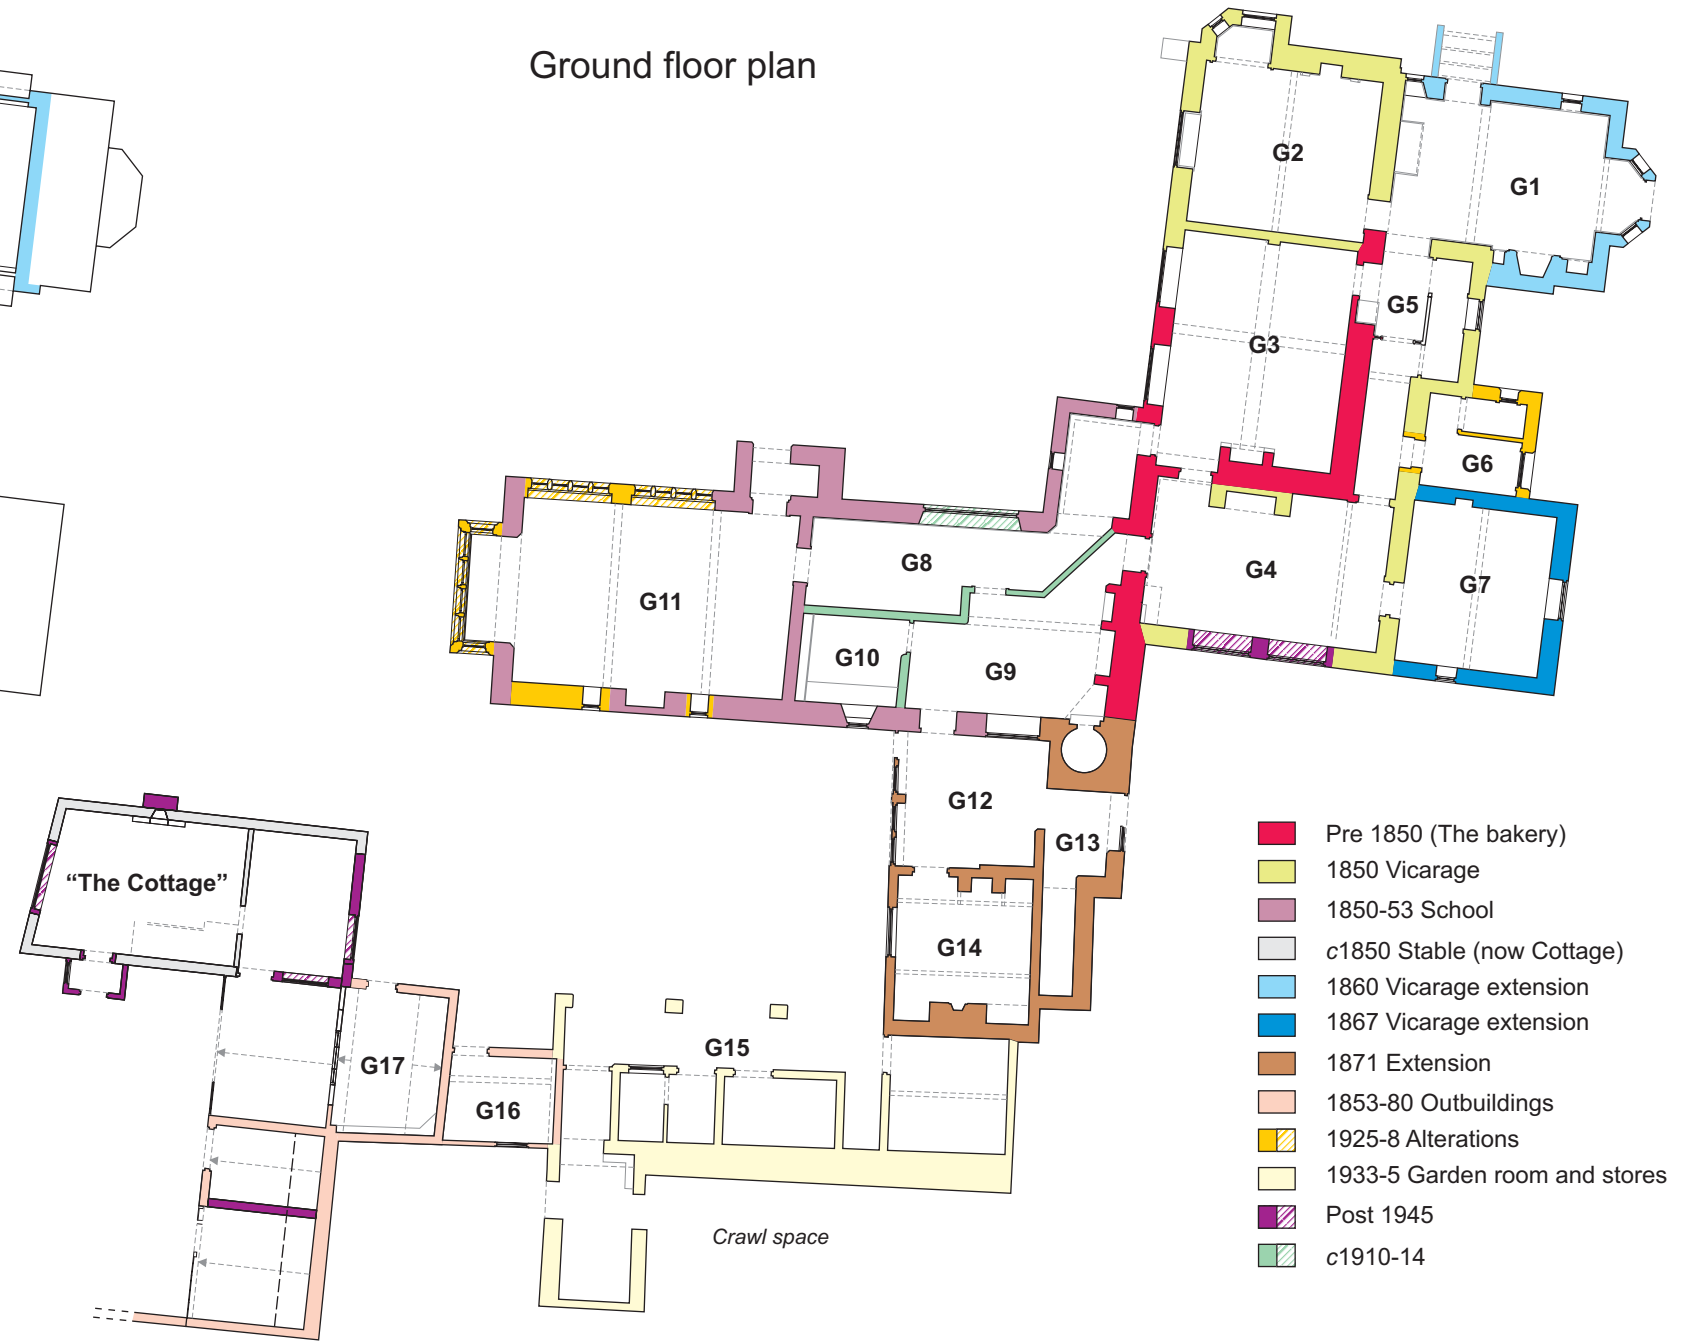 Ground floor plan
G2
G1
G5
G3
G6
G8
G4
G7
G11
G10
G9
G12
G13
"The Cottage"
G14
G15
G17
G16
Crawl space
Pre 1850 (The bakery)
1850 Vicarage
1850-53 School
c1850 Stable (now Cottage)
1860 Vicarage extension
1867 Vicarage extension
1871 Extension
1853-80 Outbuildings
1925-8 Alterations
1933-5 Garden room and stores
Post 1945
c1910-14